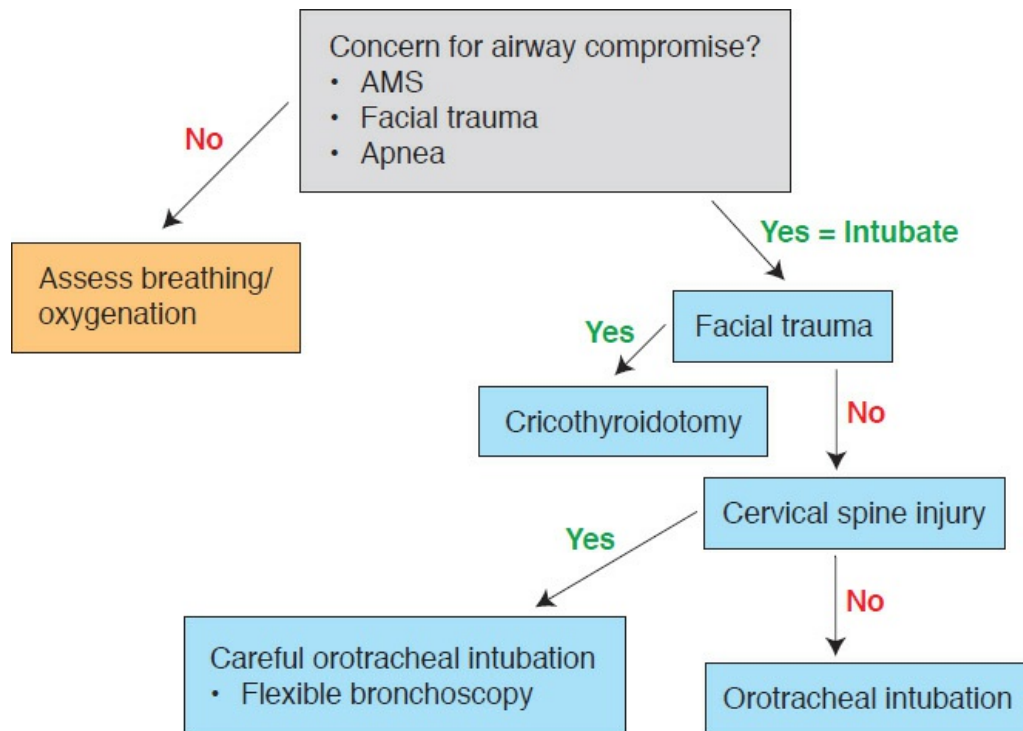 Concern for airway compromise?
• AMS
• Facial trauma
• Apnea
No
Yes = Intubate
Assess breathing/
oxygenation
Facial trauma
Yes
Cricothyroidotomy
No
Cervical spine injury
Yes
No
Careful orotracheal intubation
• Flexible bronchoscopy
Orotracheal intubation